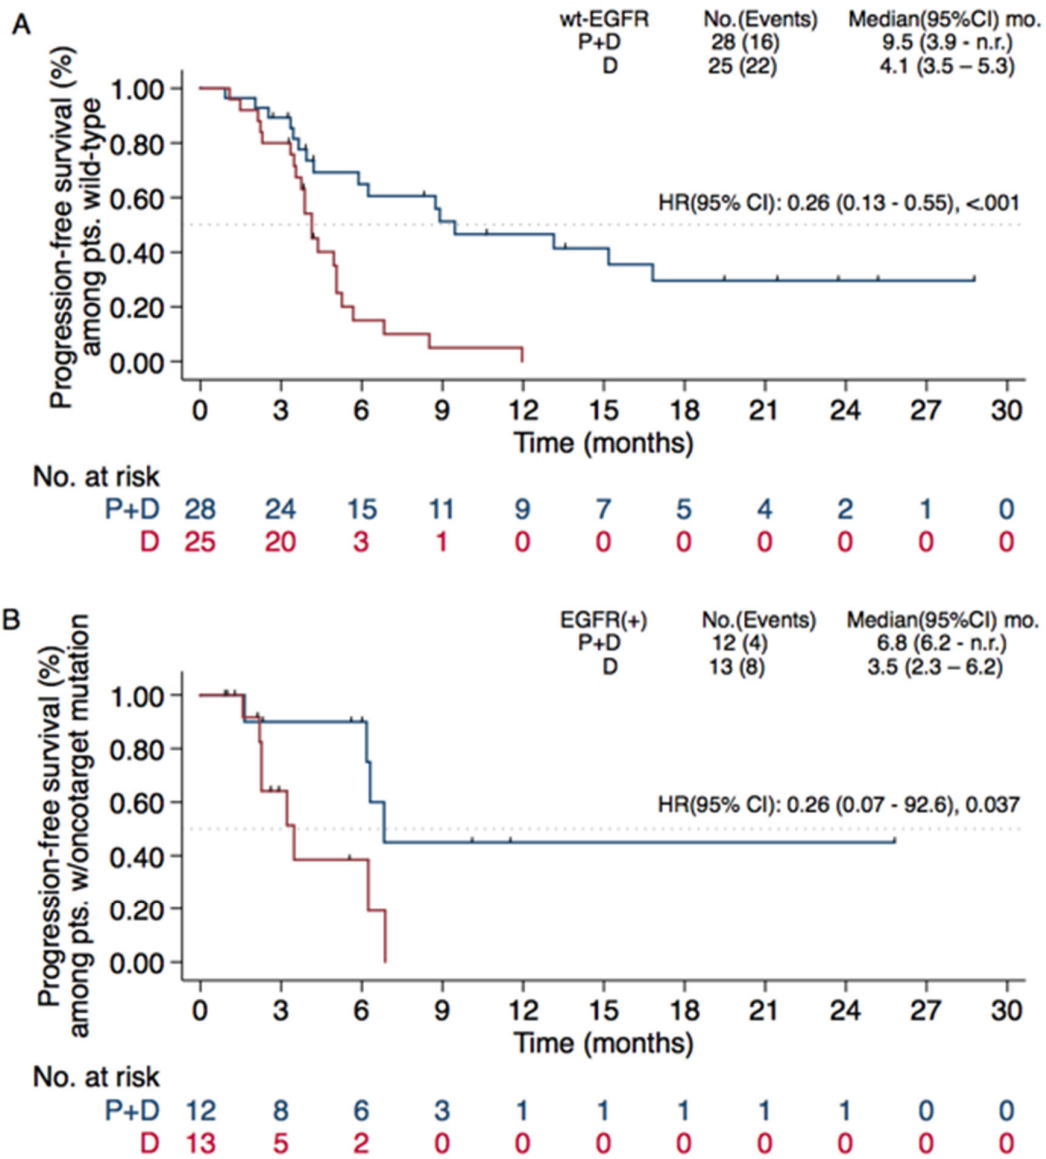 A
wt-EGFR No.(Events) Median(95%CI) mo.
P+D 28 (16) 9.5 (3.9 - n.r.)
D 25 (22) 4.1 (3.5 – 5.3)
Progression-free survival (%)
among pts. wild-type
1.00
0.80
0.60
0.40
0.20
0.00
HR(95% CI): 0.26 (0.13 - 0.55), <.001
0 3 6 9 12 15 18 21 24 27 30
Time (months)
No. at risk
P+D 28 24 15 11 9 7 5 4 2 1 0
D 25 20 3 1 0 0 0 0 0 0 0
B
EGFR(+) No.(Events) Median(95%CI) mo.
P+D 12 (4) 6.8 (6.2 - n.r.)
D 13 (8) 3.5 (2.3 – 6.2)
Progression-free survival (%)
among pts. w/oncotarget mutation
1.00
0.80
0.60
0.40
0.20
0.00
HR(95% CI): 0.26 (0.07 - 92.6), 0.037
0 3 6 9 12 15 18 21 24 27 30
Time (months)
No. at risk
P+D 12 8 6 3 1 1 1 1 1 0 0
D 13 5 2 0 0 0 0 0 0 0 0